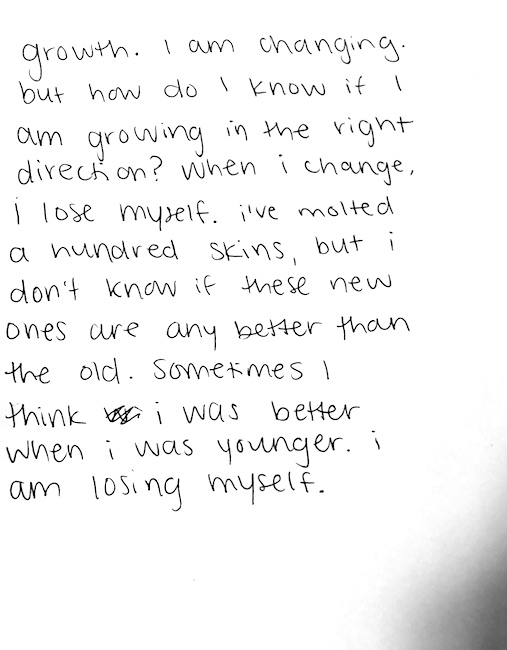 growth. I am changing.
but how do I know if I
am growing in the right
direction? when i change,
i lose myself. i've molted
a hundred skins, but i
don't know if these new
ones are any better than
the old. Sometimes I
think i was better
when i was younger. i
am losing myself.